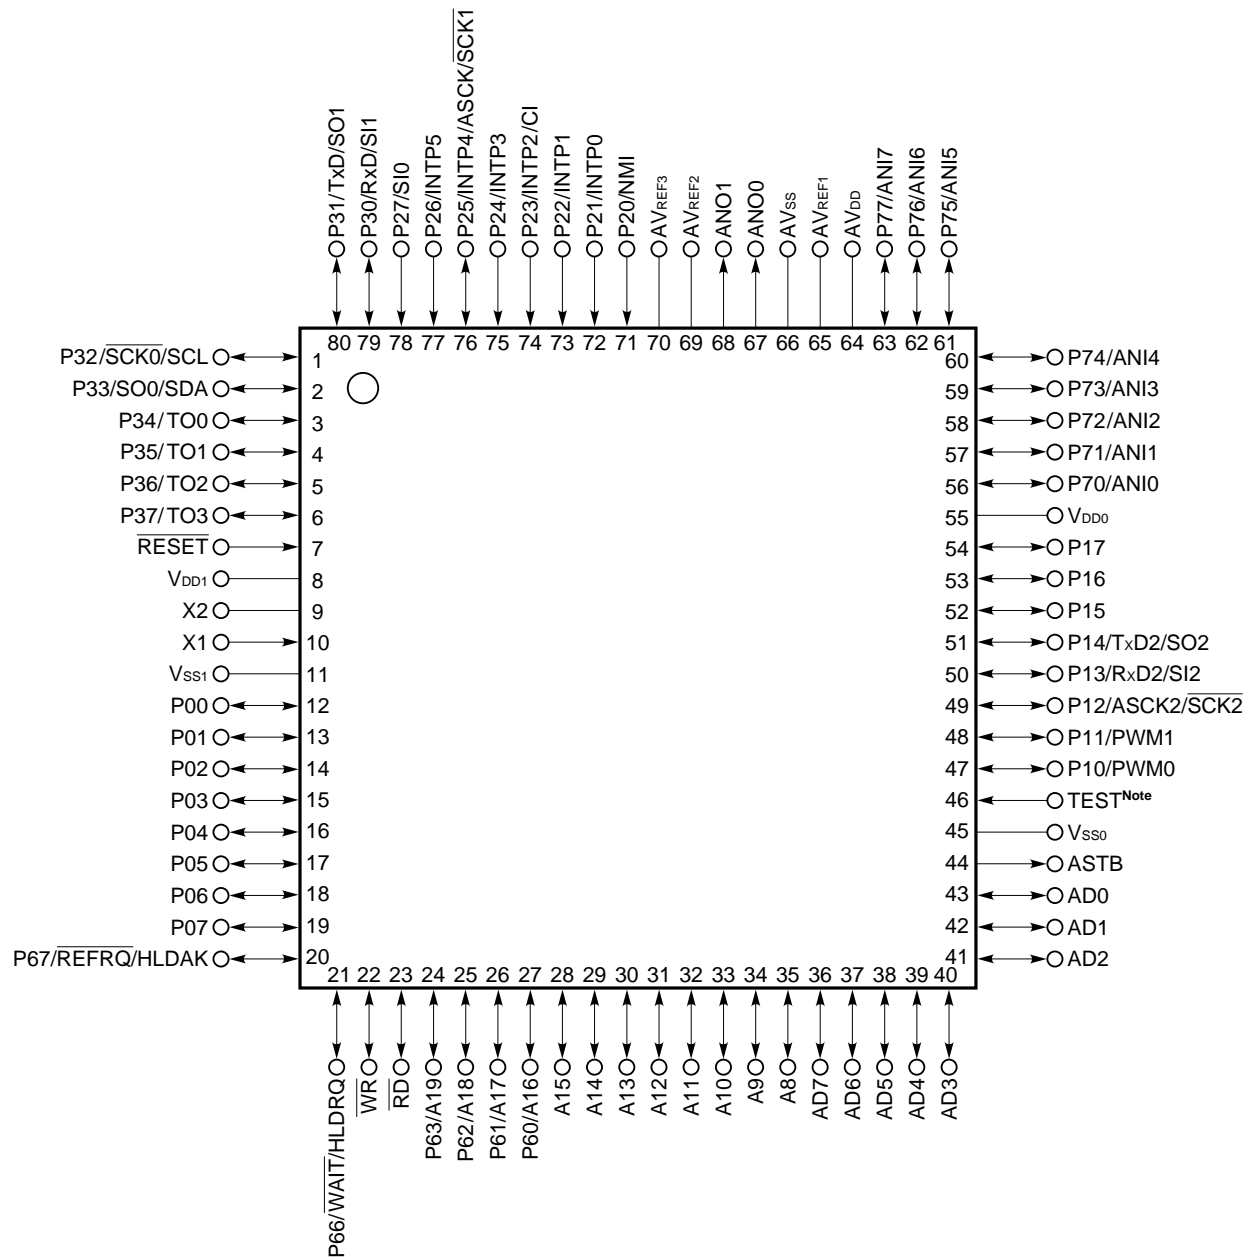 P31/TxD/SO1
P30/RxD/SI1
P27/SI0
P26/INTP5
P25/INTP4/ASCK/S̅C̅K̅1̅
P24/INTP3
P23/INTP2/CI
P22/INTP1
P21/INTP0
P20/NMI
AVREF3
AVREF2
ANO1
ANO0
AVSS
AVREF1
AVDD
P77/ANI7
P76/ANI6
P75/ANI5
80 79 78 77 76 75 74 73 72 71 70 69 68 67 66 65 64 63 62 61
P32/S̅C̅K̅0̅/SCL 1
P33/SO0/SDA 2
P34/TO0 3
P35/TO1 4
P36/TO2 5
P37/TO3 6
R̅E̅S̅E̅T̅ 7
VDD1 8
X2 9
X1 10
VSS1 11
P00 12
P01 13
P02 14
P03 15
P04 16
P05 17
P06 18
P07 19
P67/R̅E̅F̅R̅Q̅/HLDAK 20
60 P74/ANI4
59 P73/ANI3
58 P72/ANI2
57 P71/ANI1
56 P70/ANI0
55 VDD0
54 P17
53 P16
52 P15
51 P14/TxD2/SO2
50 P13/RxD2/SI2
49 P12/ASCK2/S̅C̅K̅2̅
48 P11/PWM1
47 P10/PWM0
46 TESTNote
45 VSS0
44 ASTB
43 AD0
42 AD1
41 AD2
21 22 23 24 25 26 27 28 29 30 31 32 33 34 35 36 37 38 39 40
P66/W̅A̅I̅T̅/HLDRQ
W̅R̅
R̅D̅
P63/A19
P62/A18
P61/A17
P60/A16
A15
A14
A13
A12
A11
A10
A9
A8
AD7
AD6
AD5
AD4
AD3